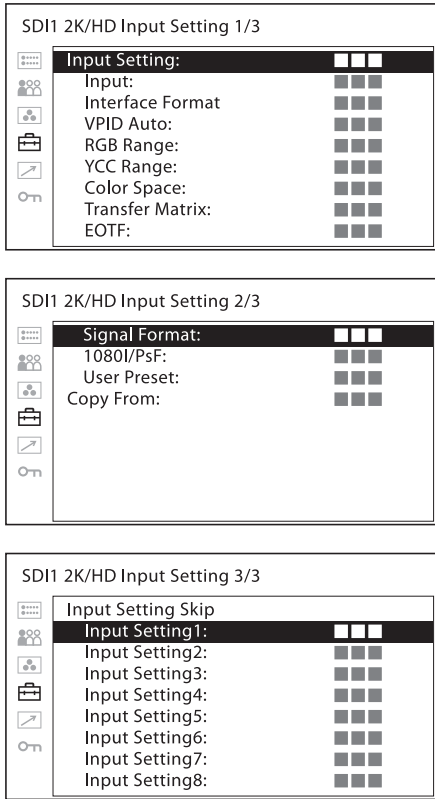 SDI1 2K/HD Input Setting 1/3
Input Setting:
Input:
Interface Format
VPID Auto:
RGB Range:
YCC Range:
Color Space:
Transfer Matrix:
EOTF:
SDI1 2K/HD Input Setting 2/3
Signal Format:
1080I/PsF:
User Preset:
Copy From:
SDI1 2K/HD Input Setting 3/3
Input Setting Skip
Input Setting1:
Input Setting2:
Input Setting3:
Input Setting4:
Input Setting5:
Input Setting6:
Input Setting7:
Input Setting8: